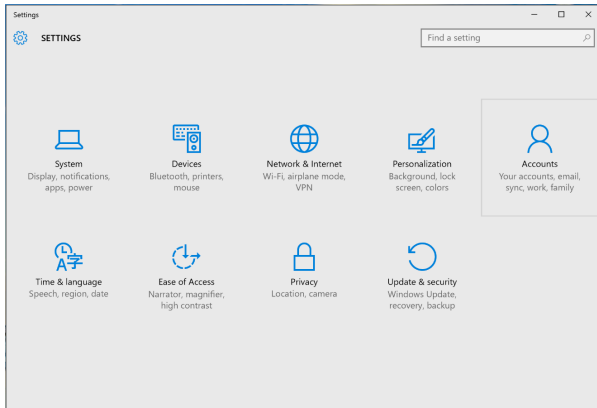 Settings
SETTINGS
Find a setting
System
Display, notifications,
apps, power
Devices
Bluetooth, printers,
mouse
Network & Internet
Wi-Fi, airplane mode,
VPN
Personalization
Background, lock
screen, colors
Accounts
Your accounts, email,
sync, work, family
A字
Time & language
Speech, region, date
Ease of Access
Narrator, magnifier,
high contrast
Privacy
Location, camera
Update & security
Windows Update,
recovery, backup